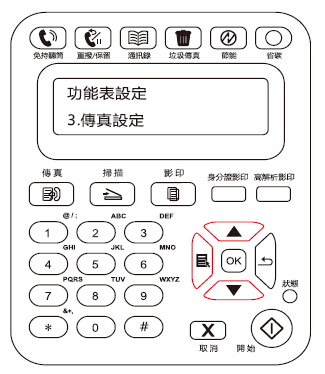 免持聽筒 重撥/保留 通訊錄 垃圾傳真 節能 省碳
功能表設定
3.傳真設定
傳真 掃描 影印 身分證影印 高解析影印
@/: ABC DEF
1 2 3
GHI JKL MNO
4 5 6 OK
PQRS TUV WXYZ
7 8 9 狀態
&+,
* 0 # X
取消 開始